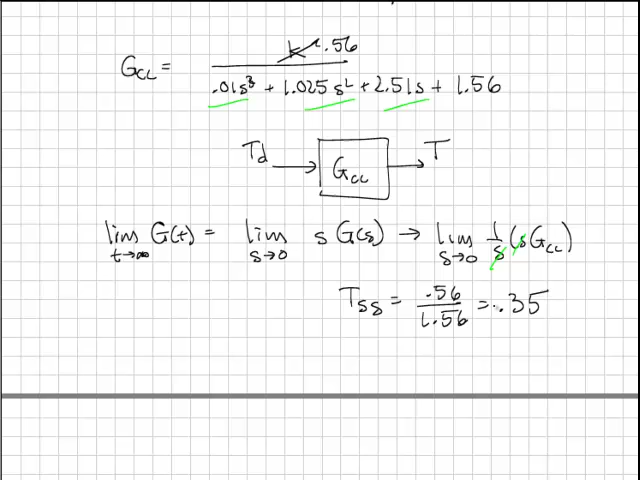 K .56
G_CL = .01s³ + 1.025s² + 2.51s + 1.56
T_d → G_CL → T
lim t→∞ G(t) = lim s→0 s G(s) → lim s→0 1/s (s G_CL)
T_ss = .56/1.56 = .35